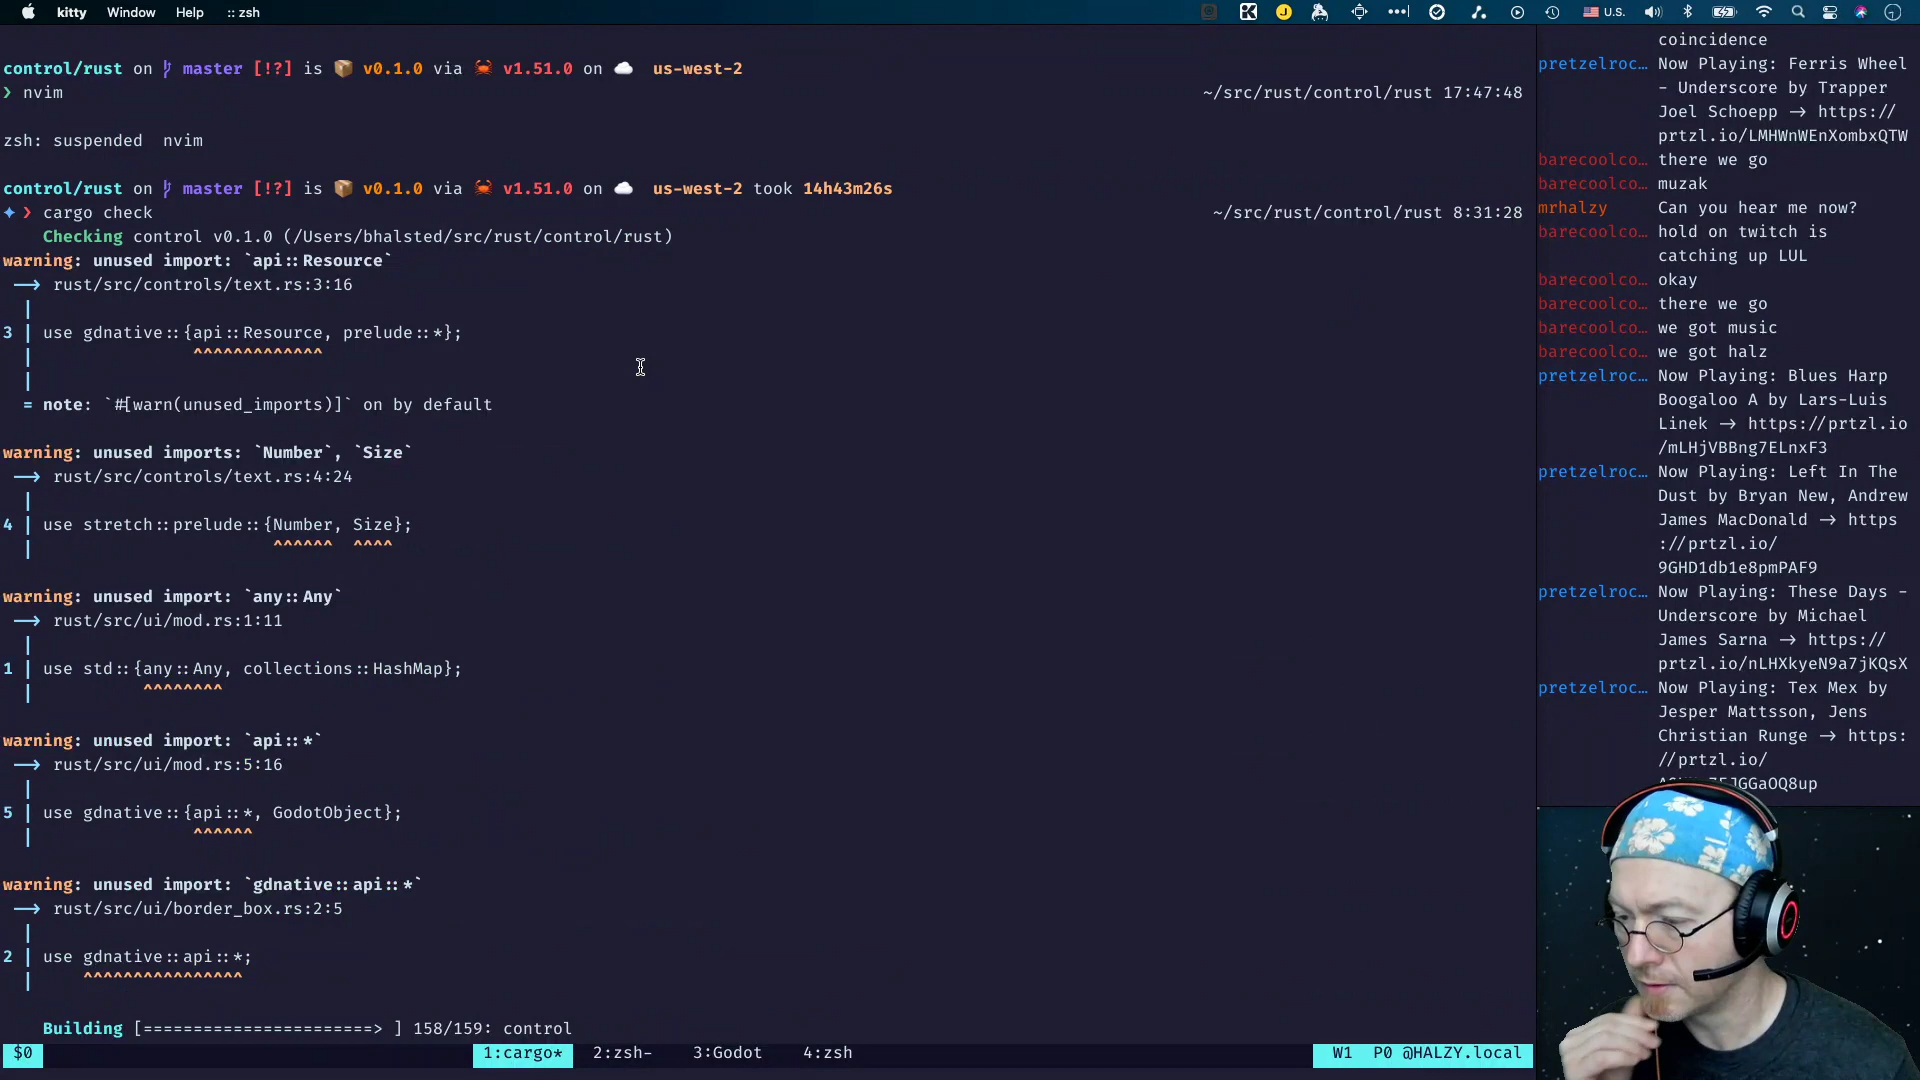 kitty Window Help :: zsh
U.S.
control/rust on master [!?] is v0.1.0 via v1.51.0 on us-west-2
❯ nvim ~/src/rust/control/rust 17:47:48
zsh: suspended nvim
control/rust on master [!?] is v0.1.0 via v1.51.0 on us-west-2 took 14h43m26s
✦ ❯ cargo check ~/src/rust/control/rust 8:31:28
Checking control v0.1.0 (/Users/bhalsted/src/rust/control/rust)
warning: unused import: `api::Resource`
--> rust/src/controls/text.rs:3:16
|
3 | use gdnative::{api::Resource, prelude::*};
| ^^^^^^^^^^^^^
|
= note: `#[warn(unused_imports)]` on by default
warning: unused imports: `Number`, `Size`
--> rust/src/controls/text.rs:4:24
|
4 | use stretch::prelude::{Number, Size};
| ^^^^^^ ^^^^
warning: unused import: `any::Any`
--> rust/src/ui/mod.rs:1:11
|
1 | use std::{any::Any, collections::HashMap};
| ^^^^^^^^
warning: unused import: `api::*`
--> rust/src/ui/mod.rs:5:16
|
5 | use gdnative::{api::*, GodotObject};
| ^^^^^^
warning: unused import: `gdnative::api::*`
--> rust/src/ui/border_box.rs:2:5
|
2 | use gdnative::api::*;
| ^^^^^^^^^^^^^^^^
Building [=======================> ] 158/159: control
$0 1:cargo* 2:zsh- 3:Godot 4:zsh W1 P0 @HALZY.local
coincidence
pretzelroc… Now Playing: Ferris Wheel
- Underscore by Trapper
Joel Schoepp -> https://
prtzl.io/LMHWnWEnXombxQTW
barecoolco… there we go
barecoolco… muzak
mrhalzy Can you hear me now?
barecoolco… hold on twitch is
catching up LUL
barecoolco… okay
barecoolco… there we go
barecoolco… we got music
barecoolco… we got halz
pretzelroc… Now Playing: Blues Harp
Boogaloo A by Lars-Luis
Linek -> https://prtzl.io
/mLHjVBBng7ELnxF3
pretzelroc… Now Playing: Left In The
Dust by Bryan New, Andrew
James MacDonald -> https
://prtzl.io/
9GHD1db1e8pmPAF9
pretzelroc… Now Playing: These Days -
Underscore by Michael
James Sarna -> https://
prtzl.io/nLHXkyeN9a7jKQsX
pretzelroc… Now Playing: Tex Mex by
Jesper Mattsson, Jens
Christian Runge -> https:
//prtzl.io/